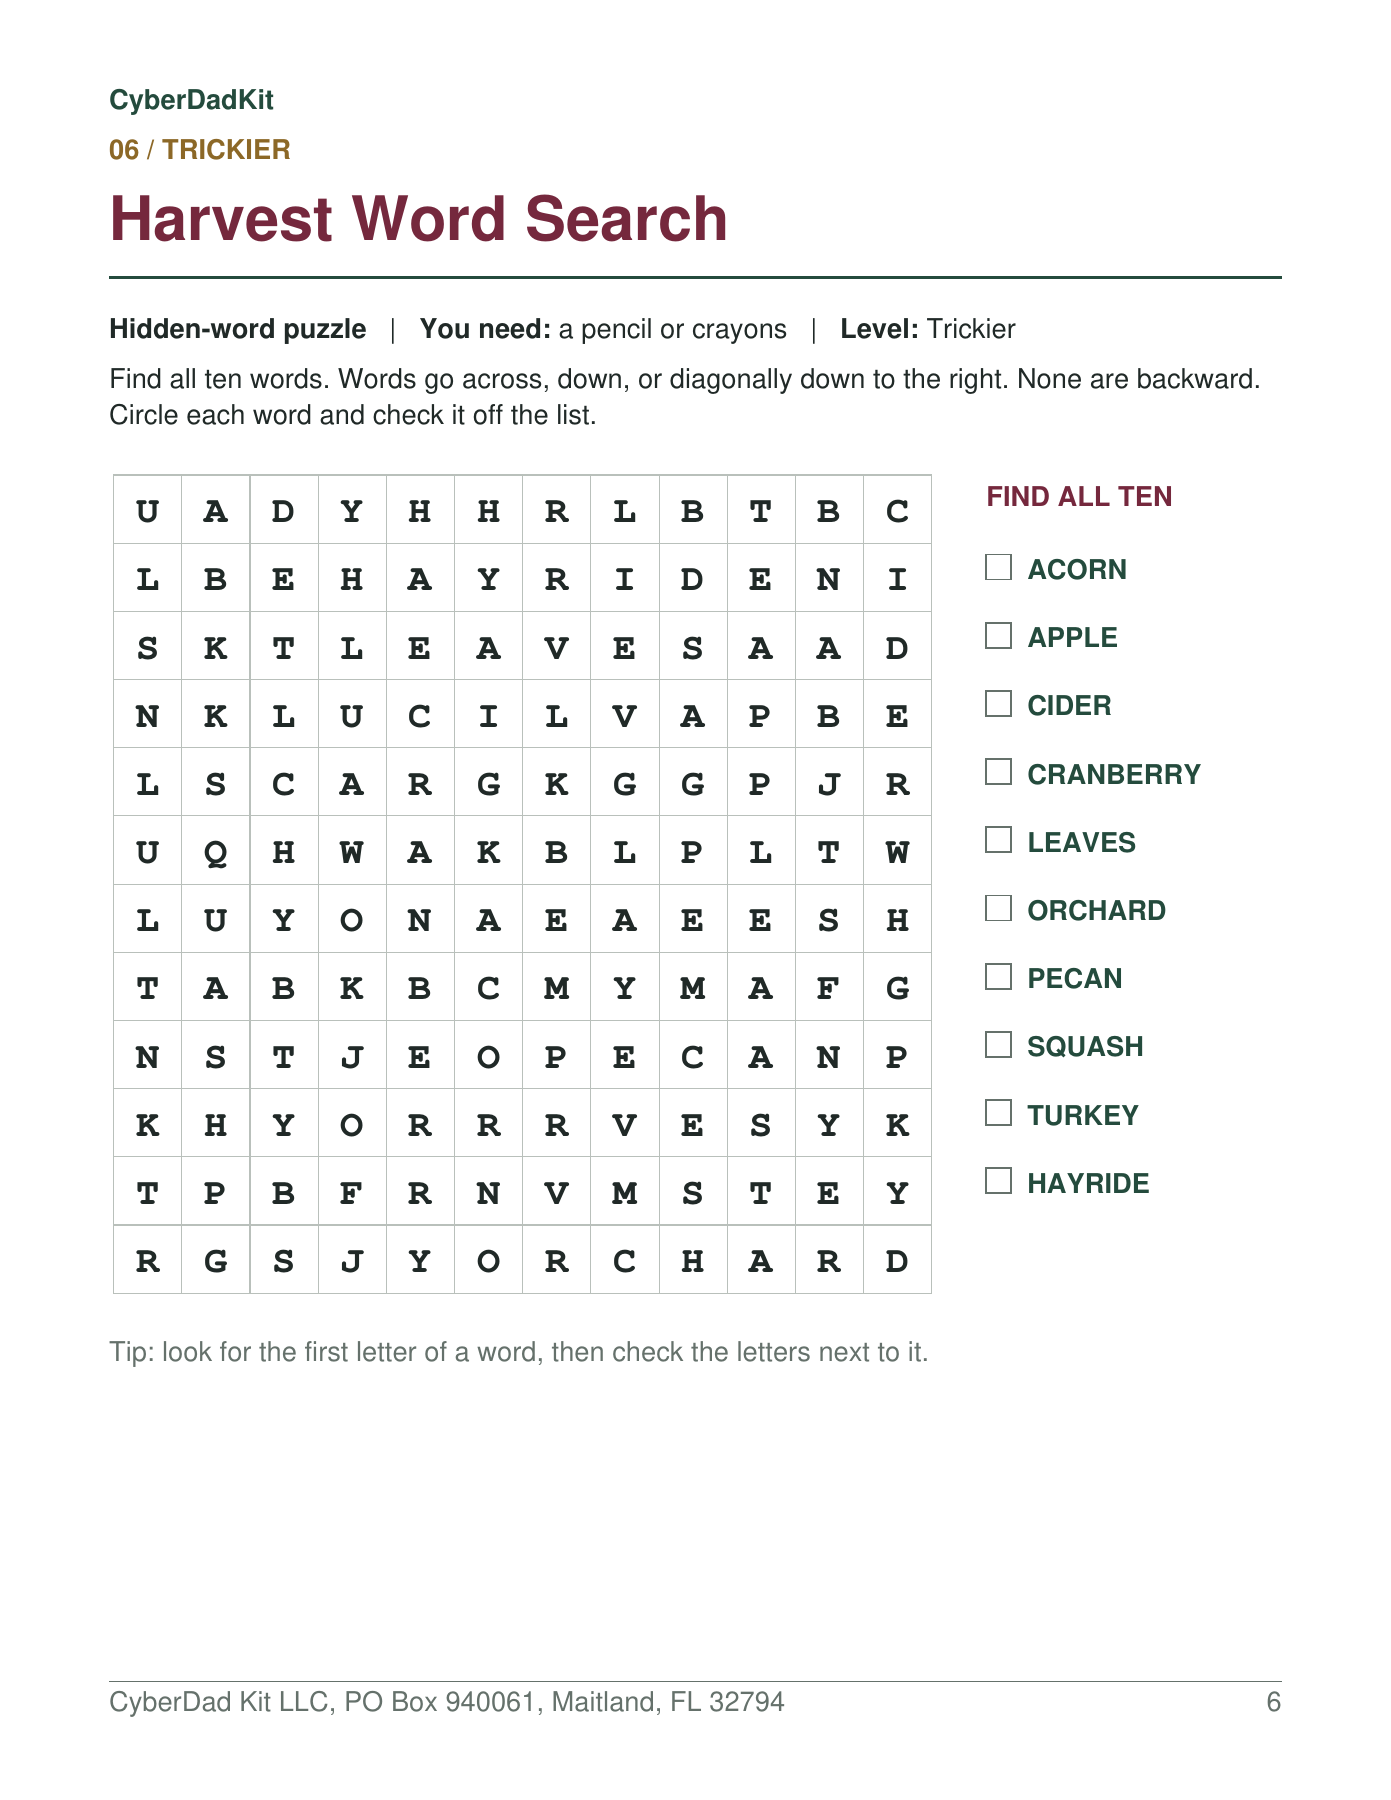 CyberDadKit
06 / TRICKIER
Harvest Word Search
Hidden-word puzzle | You need: a pencil or crayons | Level: Trickier
Find all ten words. Words go across, down, or diagonally down to the right. None are backward.
Circle each word and check it off the list.
U A D Y H H R L B T B C
L B E H A Y R I D E N I
S K T L E A V E S A A D
N K L U C I L V A P B E
L S C A R G K G G P J R
U Q H W A K B L P L T W
L U Y O N A E A E E S H
T A B K B C M Y M A F G
N S T J E O P E C A N P
K H Y O R R R V E S Y K
T P B F R N V M S T E Y
R G S J Y O R C H A R D
FIND ALL TEN
ACORN
APPLE
CIDER
CRANBERRY
LEAVES
ORCHARD
PECAN
SQUASH
TURKEY
HAYRIDE
Tip: look for the first letter of a word, then check the letters next to it.
CyberDad Kit LLC, PO Box 940061, Maitland, FL 32794
6